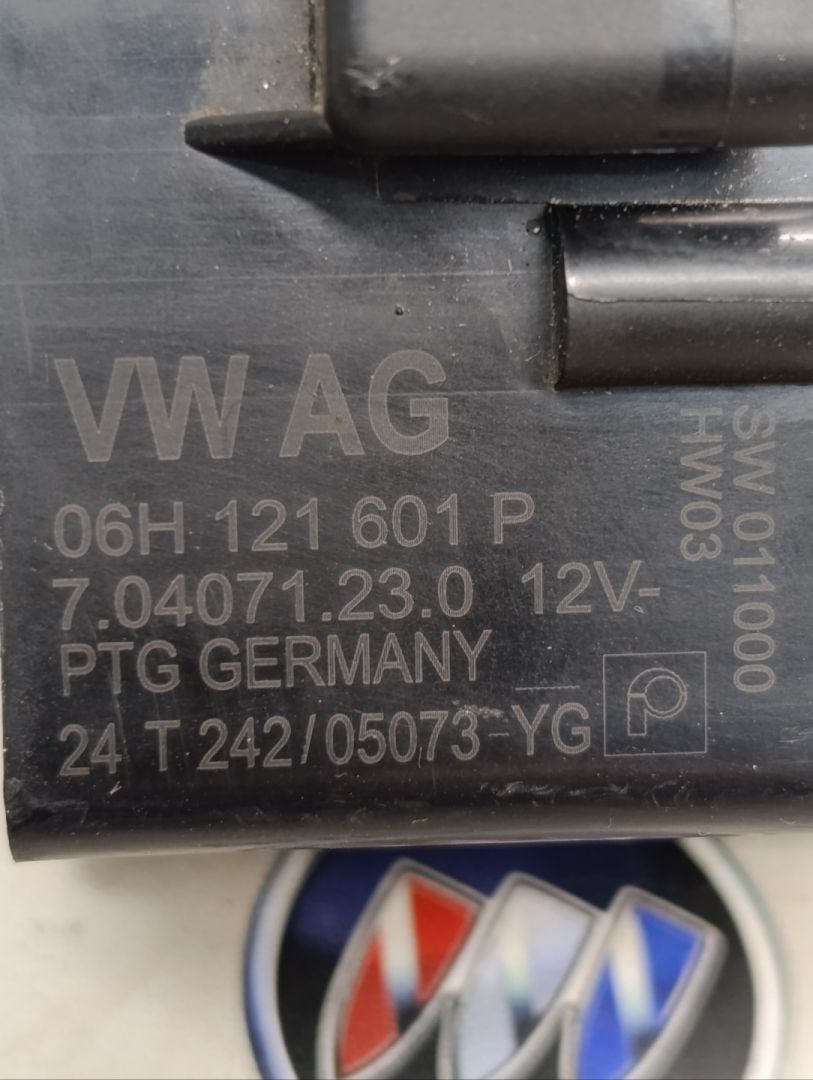 VW AG
06H 121 601 P
7.04071.23.0 12V-
PTG GERMANY
24 T 242/05073-YG
SW 011000
HW03